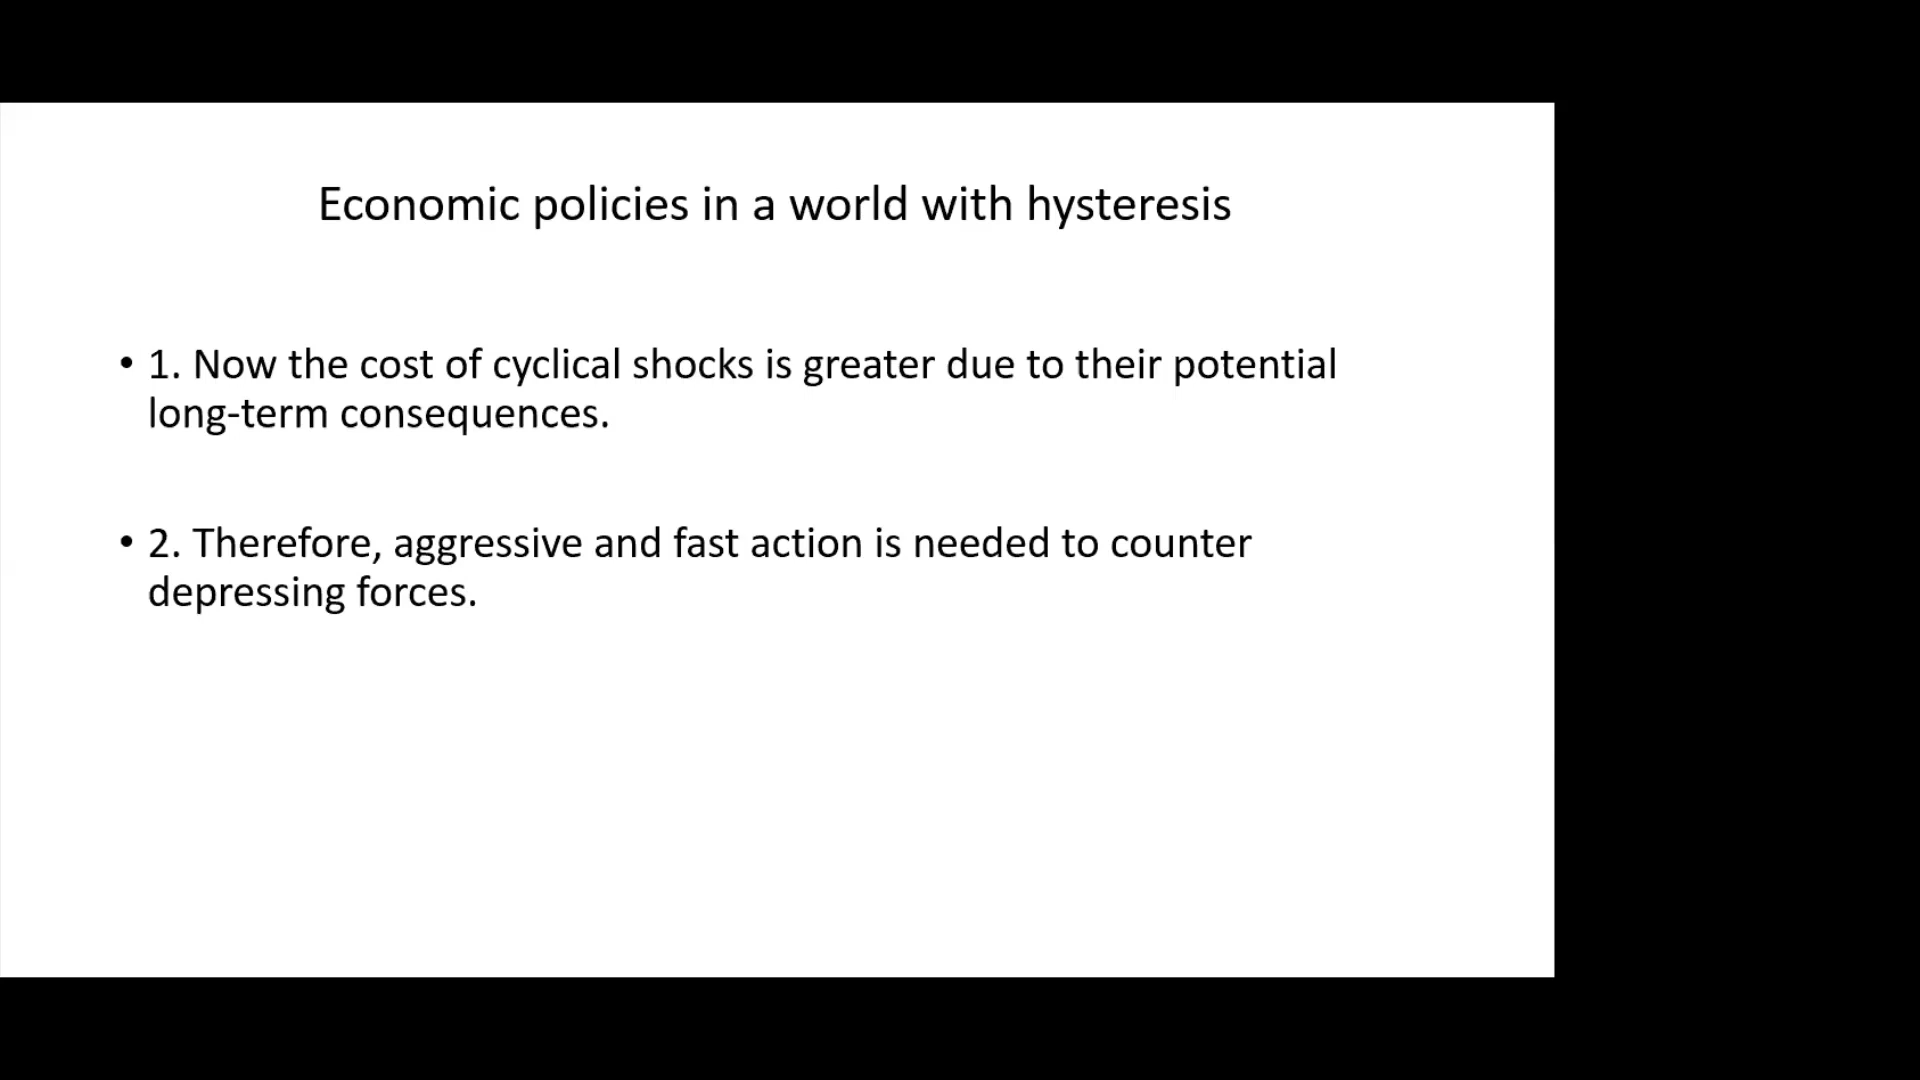 Economic policies in a world with hysteresis
• 1. Now the cost of cyclical shocks is greater due to their potential
long-term consequences.
• 2. Therefore, aggressive and fast action is needed to counter
depressing forces.